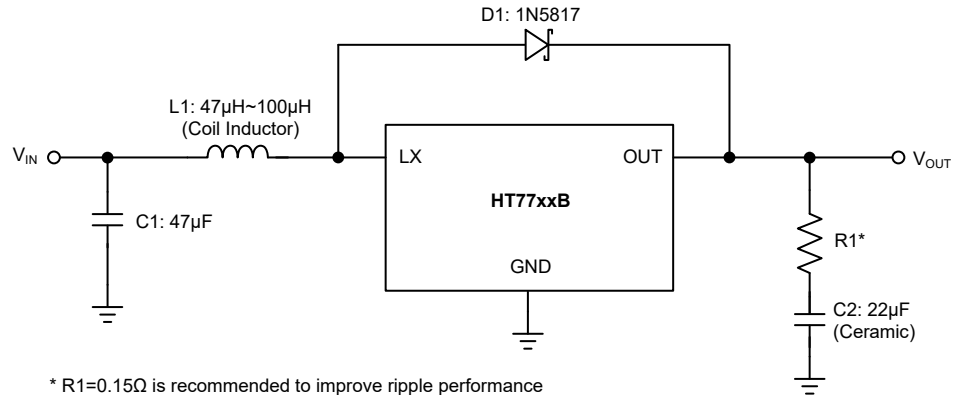 D1: 1N5817
L1: 47µH~100µH
(Coil Inductor)
V_IN
LX
OUT
V_OUT
HT77xxB
C1: 47µF
R1*
GND
C2: 22µF
(Ceramic)
* R1=0.15Ω is recommended to improve ripple performance